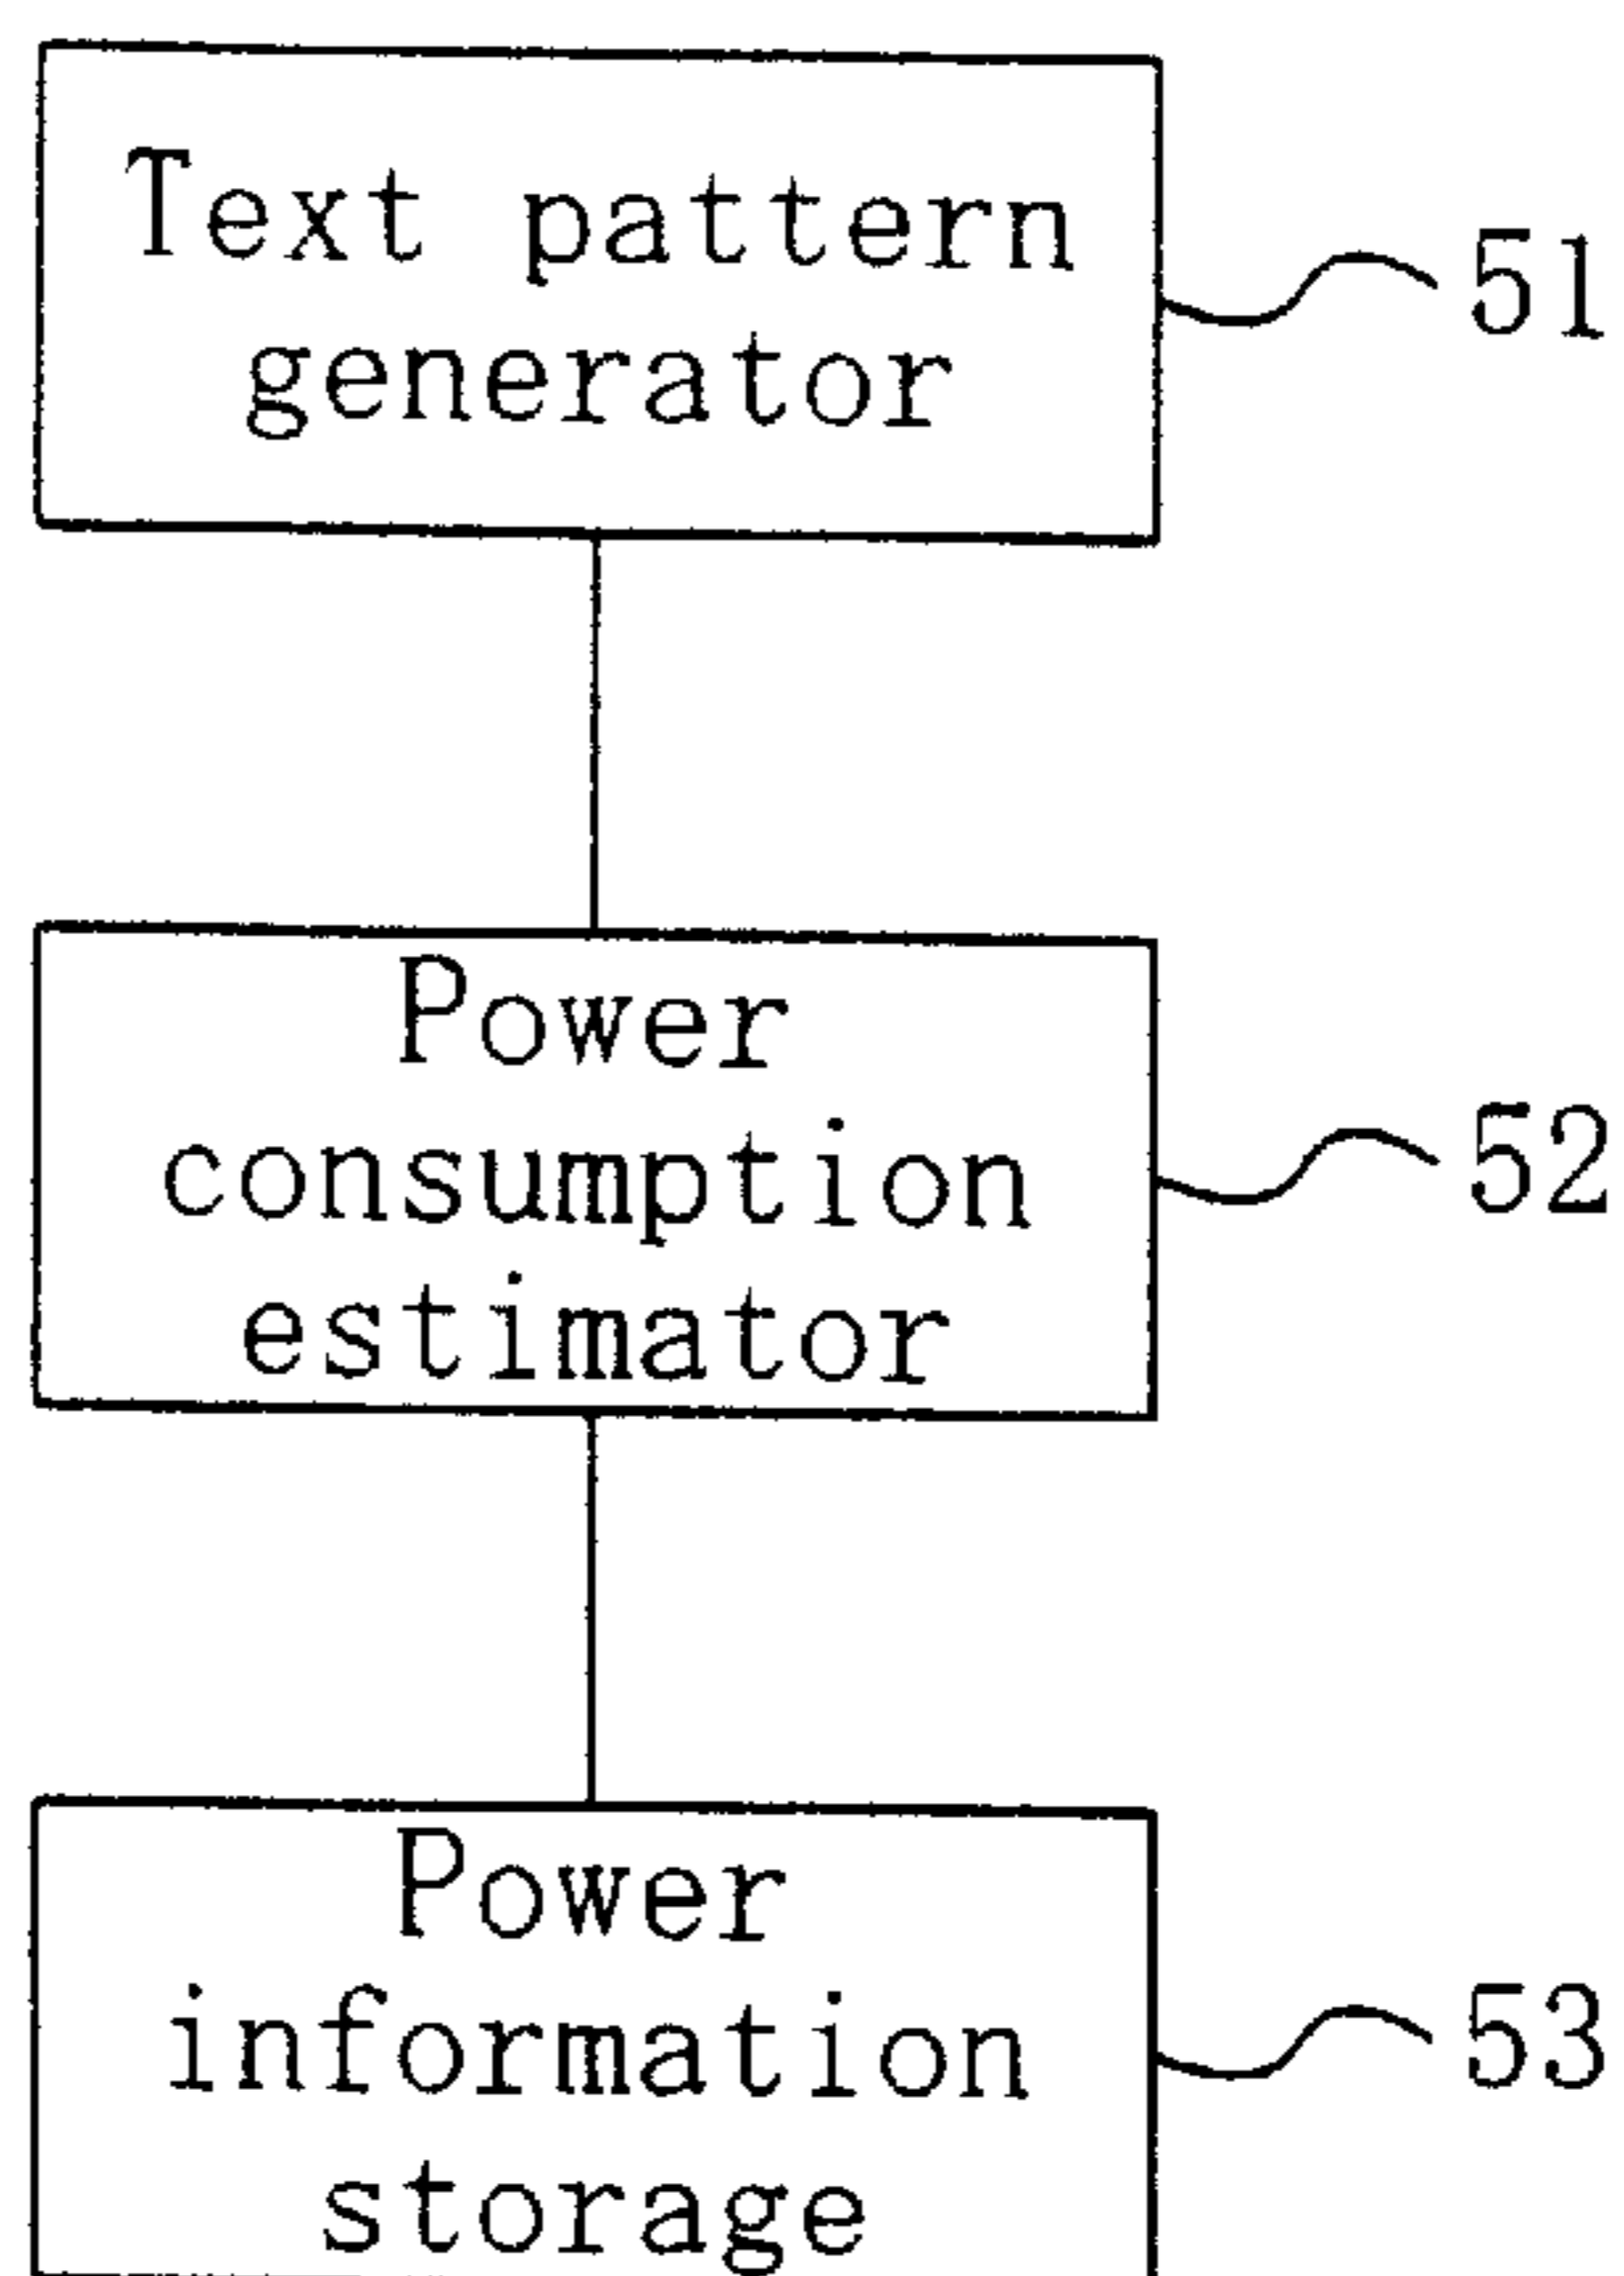 Text pattern
generator
51
Power
consumption
estimator
52
Power
information
storage
53